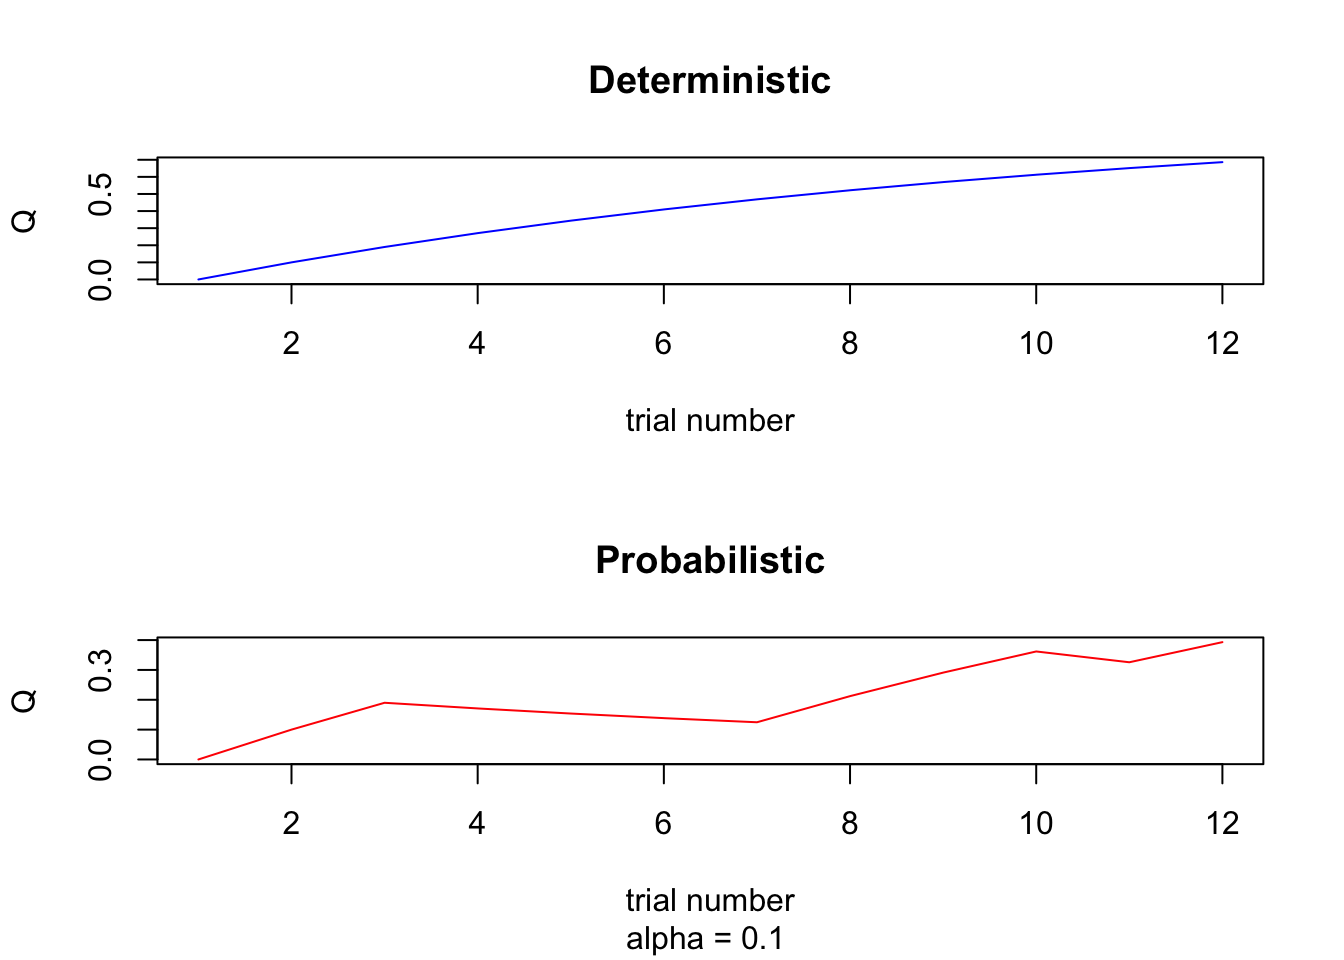 Deterministic
Q
0.5
0.0
2 4 6 8 10 12
trial number
Probabilistic
Q
0.3
0.0
2 4 6 8 10 12
trial number
alpha = 0.1